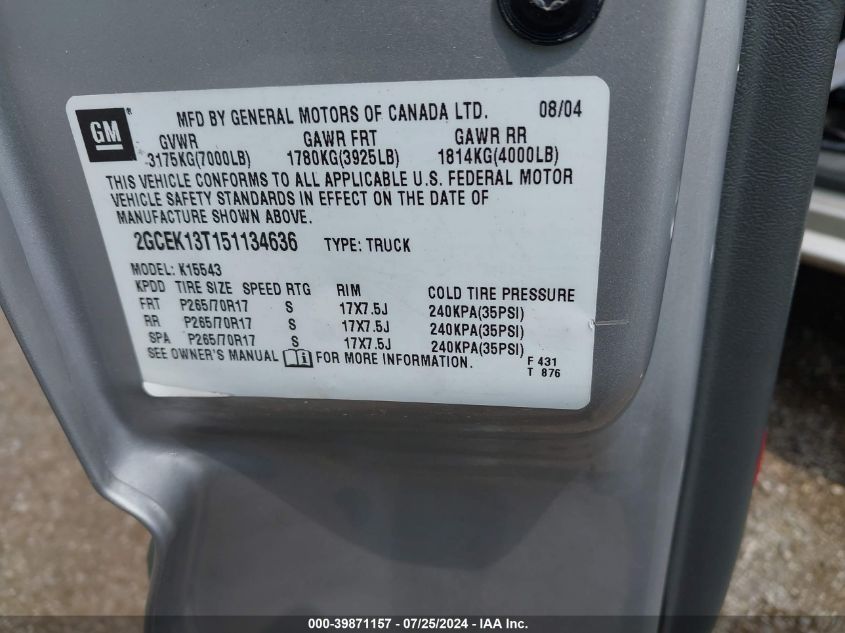 MFD BY GENERAL MOTORS OF CANADA LTD. 08/04
GM ®
GVWR GAWR FRT GAWR RR
3175KG(7000LB) 1780KG(3925LB) 1814KG(4000LB)
THIS VEHICLE CONFORMS TO ALL APPLICABLE U.S. FEDERAL MOTOR
VEHICLE SAFETY STANDARDS IN EFFECT ON THE DATE OF
MANUFACTURE SHOWN ABOVE.
2GCEK13T151134636 TYPE: TRUCK
MODEL: K15543
KPDD TIRE SIZE SPEED RTG RIM COLD TIRE PRESSURE
FRT P265/70R17 S 17X7.5J 240KPA(35PSI)
RR P265/70R17 S 17X7.5J 240KPA(35PSI)
SPA P265/70R17 S 17X7.5J 240KPA(35PSI)
SEE OWNER'S MANUAL FOR MORE INFORMATION.
F 431
T 876
000-39871157 - 07/25/2024 - IAA Inc.